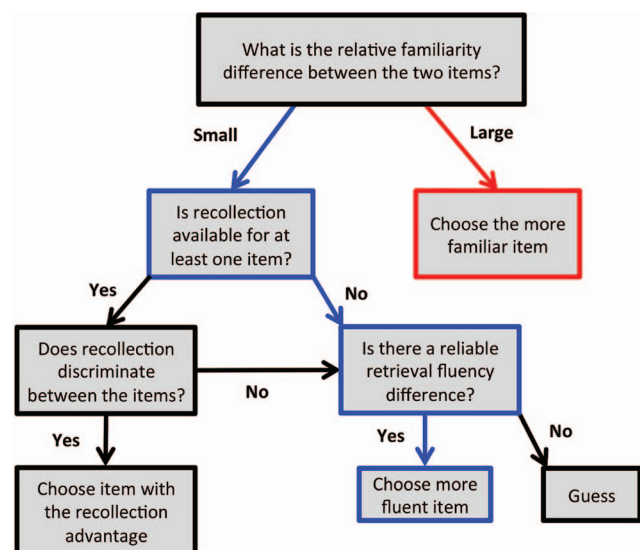 What is the relative familiarity
difference between the two items?
Small
Large
Is recollection
available for at
least one item?
Choose the more
familiar item
Yes
No
Does recollection
discriminate
between the items?
No
Is there a reliable
retrieval fluency
difference?
Yes
Yes
No
Choose item with
the recollection
advantage
Choose more
fluent item
Guess